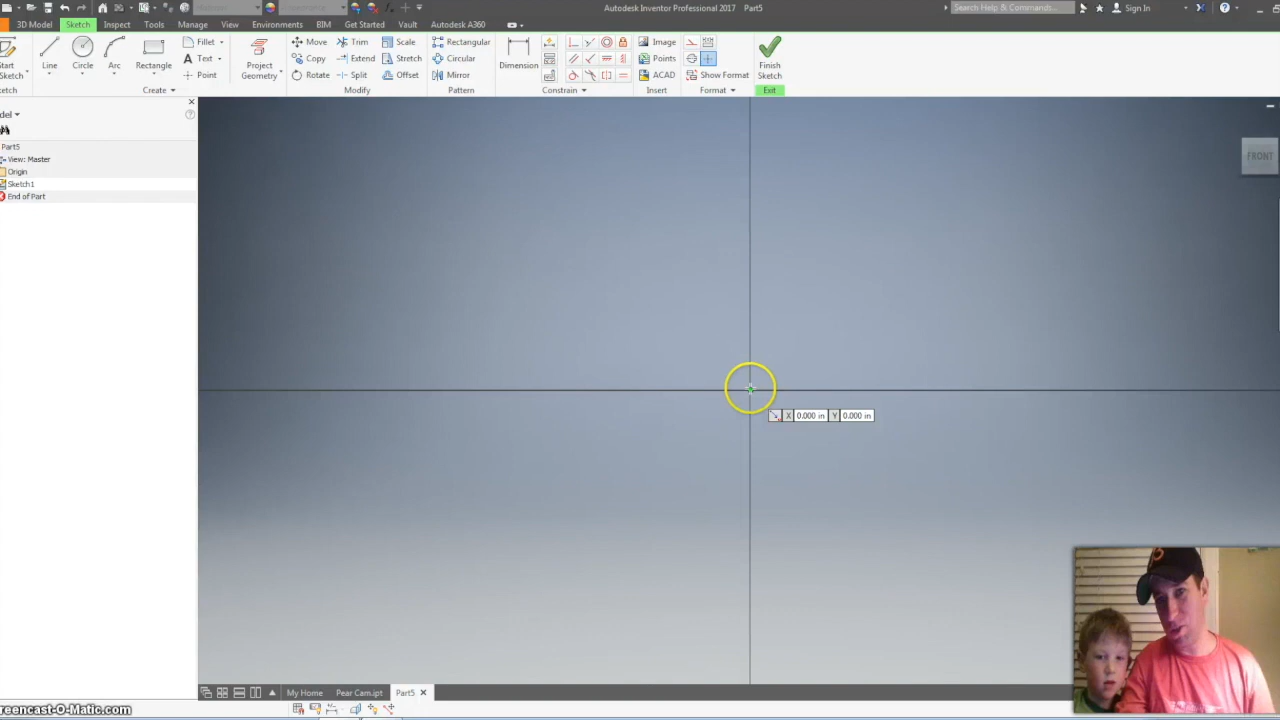 Autodesk Inventor Professional 2017 Part5
Search Help & Commands...
Sign In
3D Model Sketch Inspect Tools Manage View Environments BIM Get Started Vault Autodesk A360
Start
Sketch
Line
Circle
Arc
Rectangle
Fillet
Text
Point
Create
Project
Geometry
Move
Copy
Rotate
Trim
Extend
Split
Scale
Stretch
Offset
Modify
Rectangular
Circular
Mirror
Pattern
Dimension
Constrain
Image
Points
ACAD
Insert
Show Format
Format
Finish
Sketch
Exit
del
Part5
View: Master
Origin
Sketch1
End of Part
FRONT
X 0.000 in Y 0.000 in
My Home Pear Cam.ipt Part5
reencast-O-Matic.com